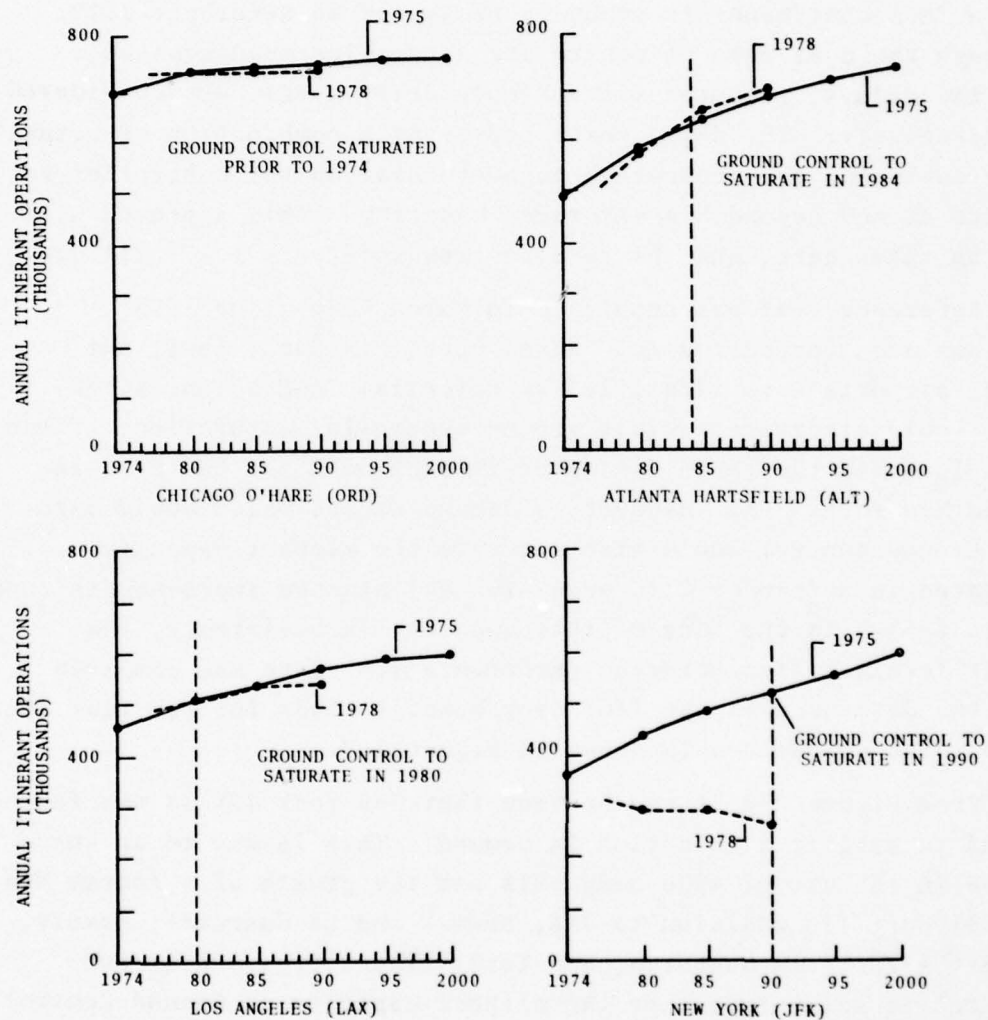 ANNUAL ITINERANT OPERATIONS
(THOUSANDS)
800
400
0
1975
1978
GROUND CONTROL SATURATED
PRIOR TO 1974
1974 80 85 90 95 2000
CHICAGO O'HARE (ORD)
800
400
0
1978
1975
GROUND CONTROL TO
SATURATE IN 1984
1974 80 85 90 95 2000
ATLANTA HARTSFIELD (ALT)
ANNUAL ITINERANT OPERATIONS
(THOUSANDS)
800
400
0
1975
1978
GROUND CONTROL TO
SATURATE IN 1980
1974 80 85 90 95 2000
LOS ANGELES (LAX)
800
400
0
1975
GROUND CONTROL TO
SATURATE IN 1990
1978
1974 80 85 90 95 2000
NEW YORK (JFK)